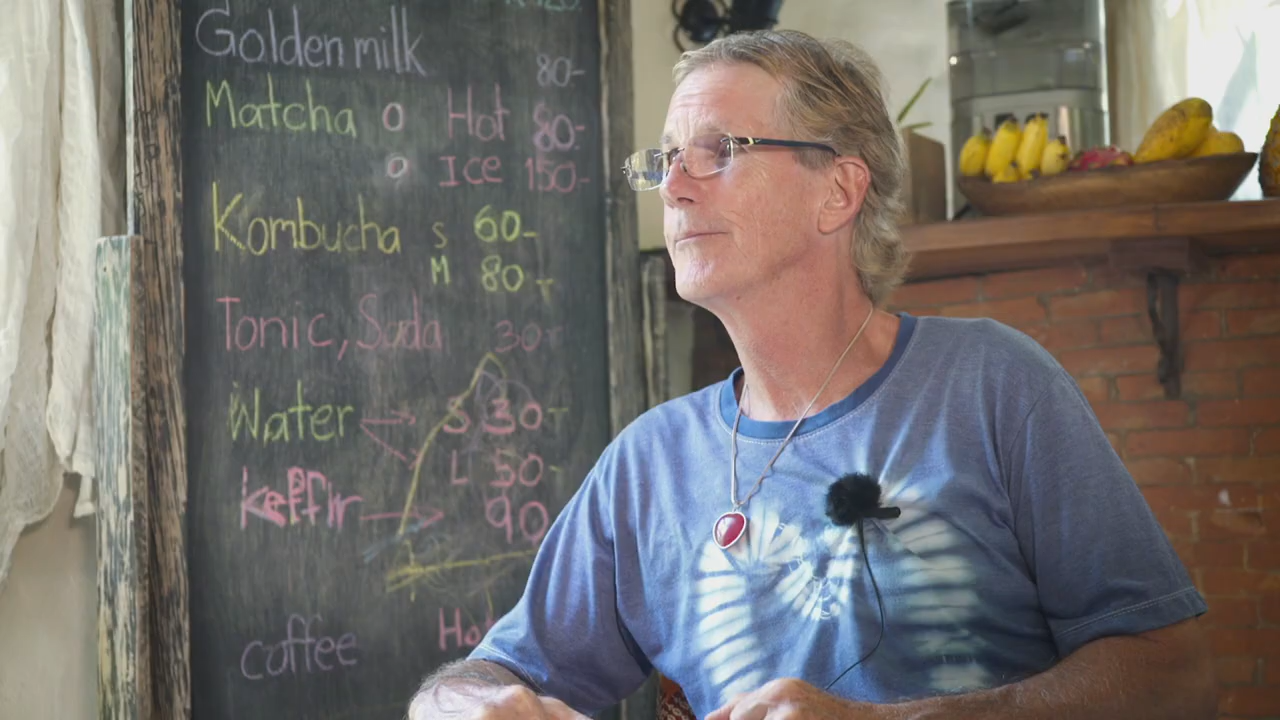 Golden milk 80-
Matcha o Hot 80-
o Ice 150-
Kombucha S 60-
M 80
Tonic, Soda 30
Water S 30
L 50
keffir 90
coffee